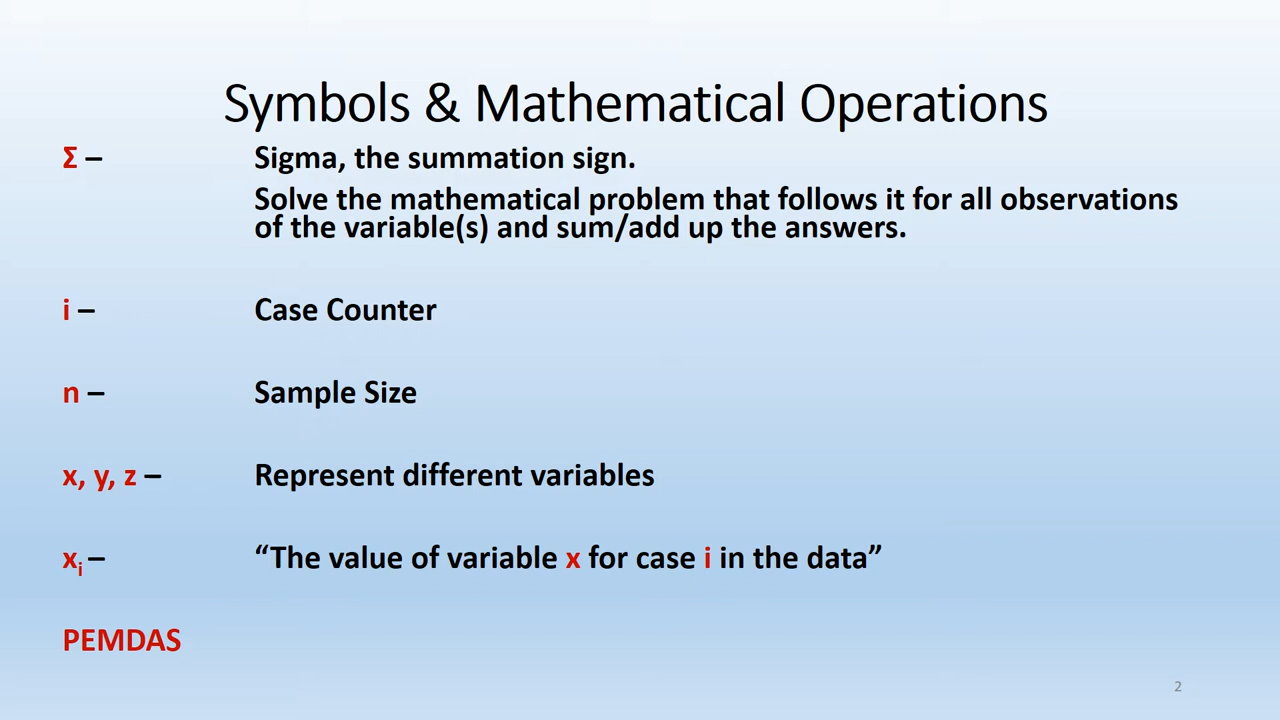 Symbols & Mathematical Operations
Σ – Sigma, the summation sign.
Solve the mathematical problem that follows it for all observations
of the variable(s) and sum/add up the answers.
i – Case Counter
n – Sample Size
x, y, z – Represent different variables
xᵢ – “The value of variable x for case i in the data”
PEMDAS
2